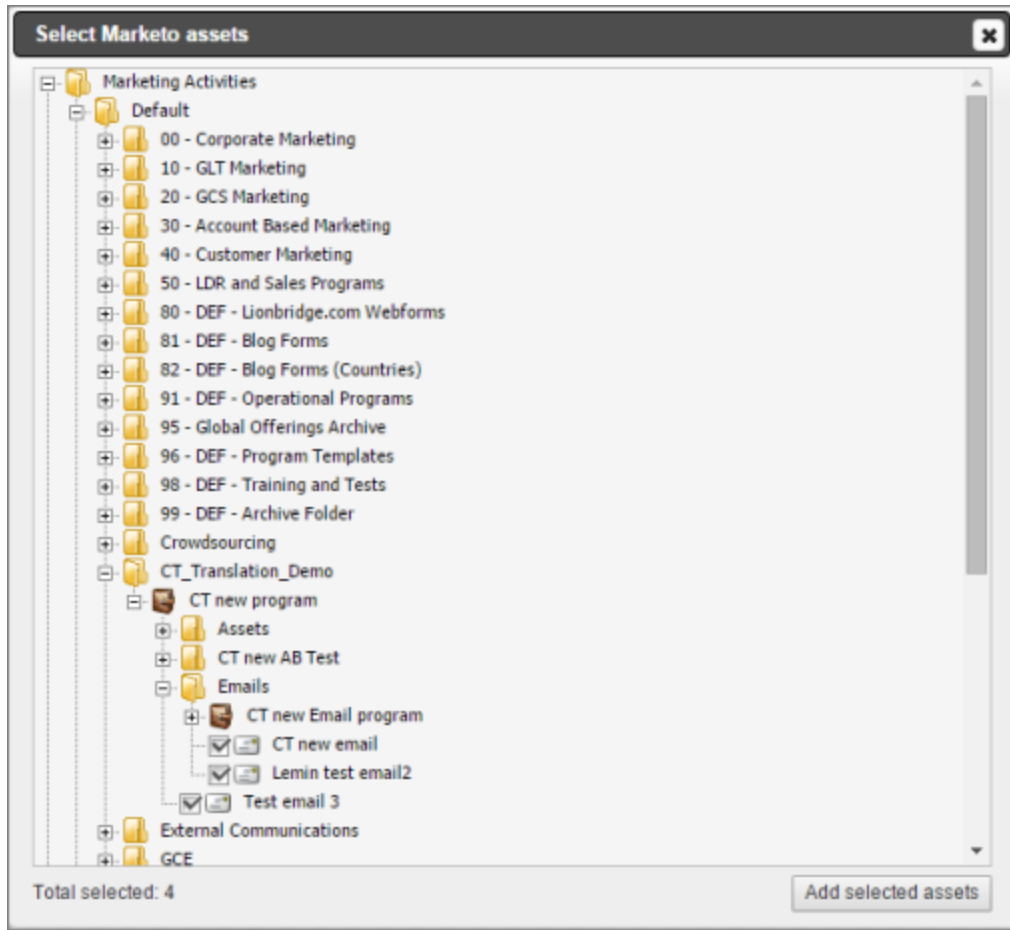 Select Marketo assets
Marketing Activities
Default
00 - Corporate Marketing
10 - GLT Marketing
20 - GCS Marketing
30 - Account Based Marketing
40 - Customer Marketing
50 - LDR and Sales Programs
80 - DEF - Lionbridge.com Webforms
81 - DEF - Blog Forms
82 - DEF - Blog Forms (Countries)
91 - DEF - Operational Programs
95 - Global Offerings Archive
96 - DEF - Program Templates
98 - DEF - Training and Tests
99 - DEF - Archive Folder
Crowdsourcing
CT_Translation_Demo
CT new program
Assets
CT new AB Test
Emails
CT new Email program
CT new email
Lemin test email2
Test email 3
External Communications
GCE
Total selected: 4 Add selected assets